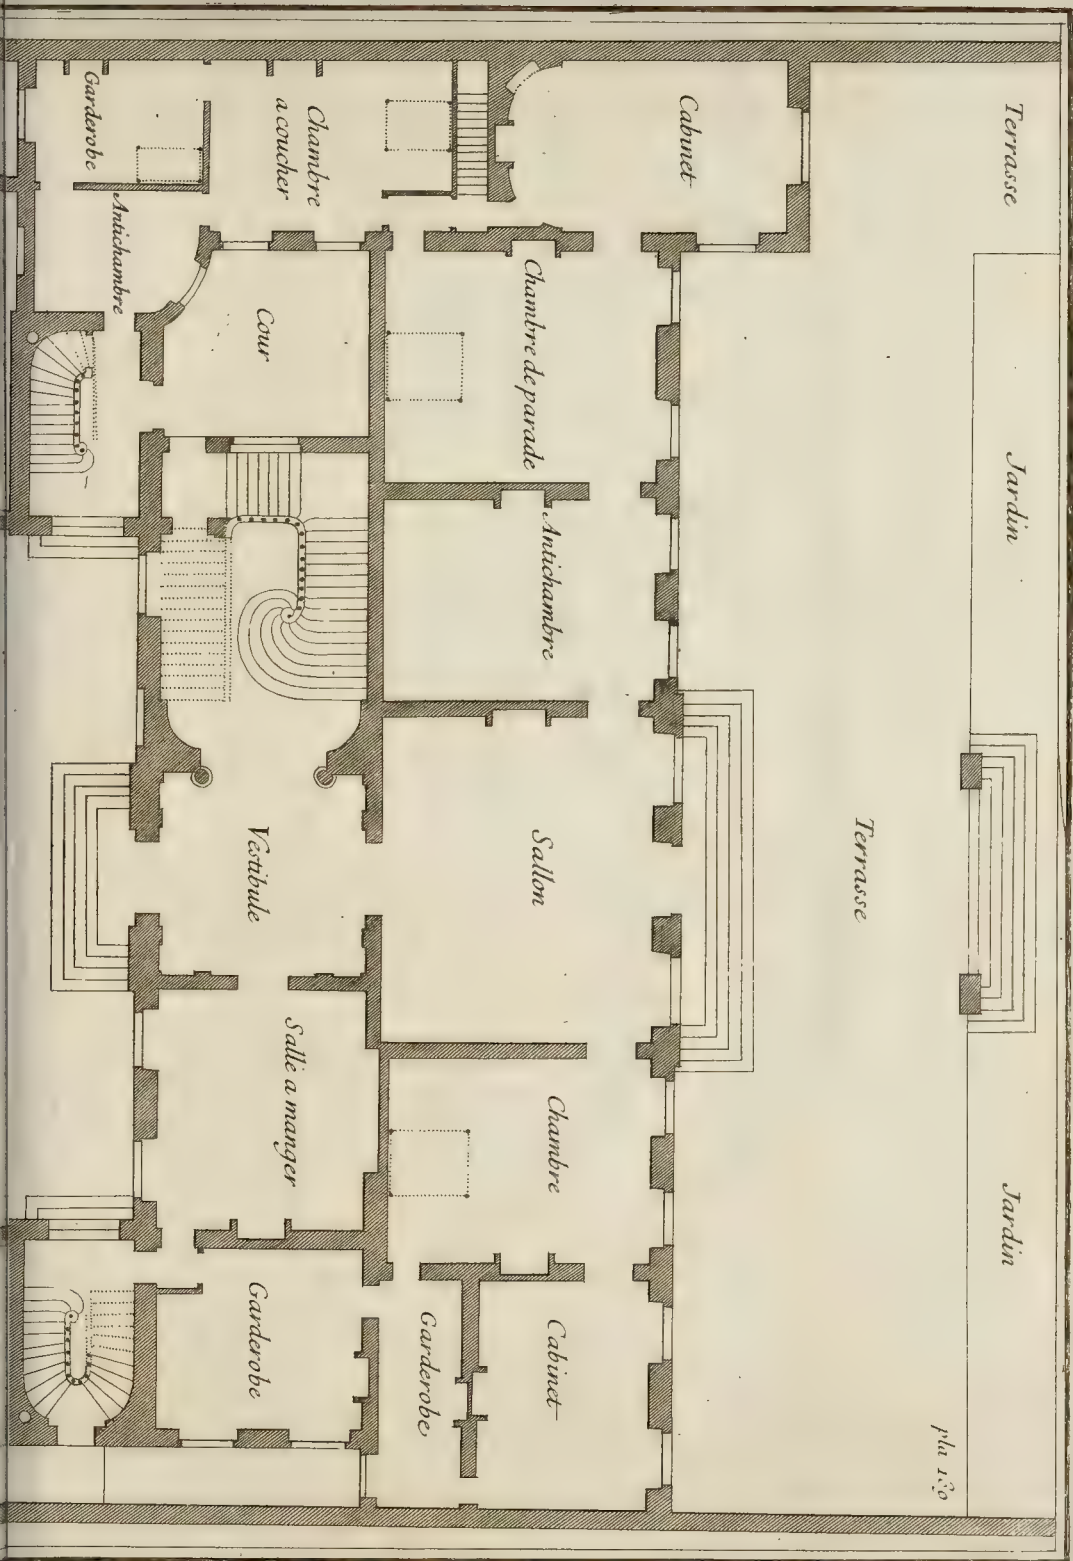 Terrasse
Jardin
Jardin
pla
Terrasse
Cabinet
Chambre de parade
Antichambre
Sallon
Chambre
Cabinet
Garderobe
Chambre
a coucher
Cour
Vestibule
Salle a manger
Garderobe
Garderobe
Antichambre